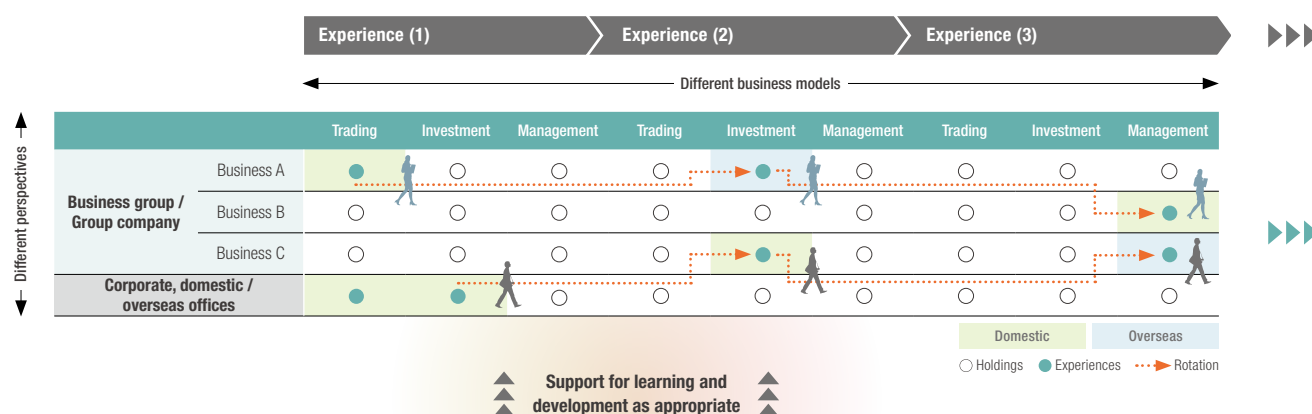 Experience (1)
Experience (2)
Experience (3)
Different business models
Different perspectives
Trading
Investment
Management
Trading
Investment
Management
Trading
Investment
Management
Business group /
Group company
Business A
Business B
Business C
Corporate, domestic /
overseas offices
Domestic
Overseas
Holdings
Experiences
Rotation
Support for learning and
development as appropriate